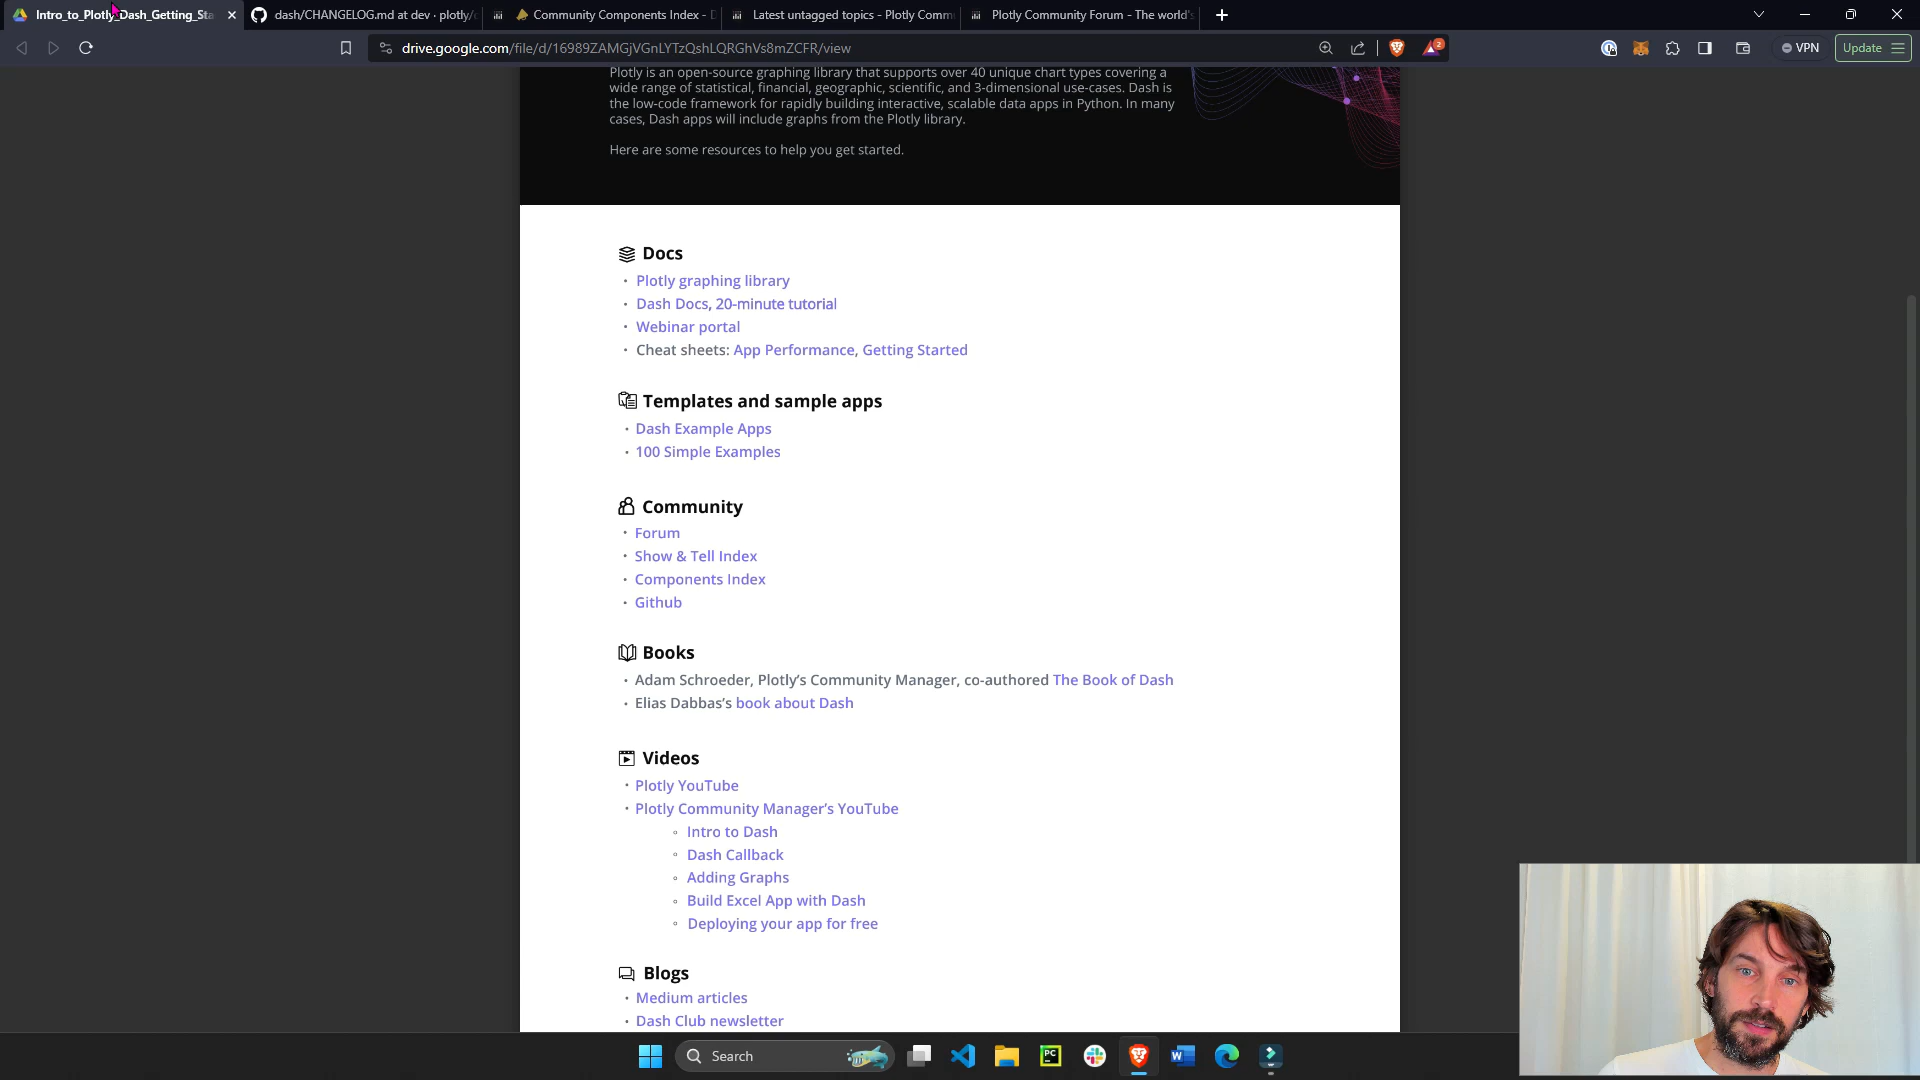 Intro_to_Plotly_Dash_Getting_Sta
dash/CHANGELOG.md at dev · plotly/
Community Components Index - D
Latest untagged topics - Plotly Comm
Plotly Community Forum - The world's
drive.google.com/file/d/16989ZAMGjVGnLYTzQshLQRGhVs8mZCFR/view
2
VPN
Update
Plotly is an open-source graphing library that supports over 40 unique chart types covering a
wide range of statistical, financial, geographic, scientific, and 3-dimensional use-cases. Dash is
the low-code framework for rapidly building interactive, scalable data apps in Python. In many
cases, Dash apps will include graphs from the Plotly library.
Here are some resources to help you get started.
Docs
• Plotly graphing library
• Dash Docs, 20-minute tutorial
• Webinar portal
• Cheat sheets: App Performance, Getting Started
Templates and sample apps
• Dash Example Apps
• 100 Simple Examples
Community
• Forum
• Show & Tell Index
• Components Index
• Github
Books
• Adam Schroeder, Plotly's Community Manager, co-authored The Book of Dash
• Elias Dabbas's book about Dash
Videos
• Plotly YouTube
• Plotly Community Manager's YouTube
◦ Intro to Dash
◦ Dash Callback
◦ Adding Graphs
◦ Build Excel App with Dash
◦ Deploying your app for free
Blogs
• Medium articles
• Dash Club newsletter
Search
PC